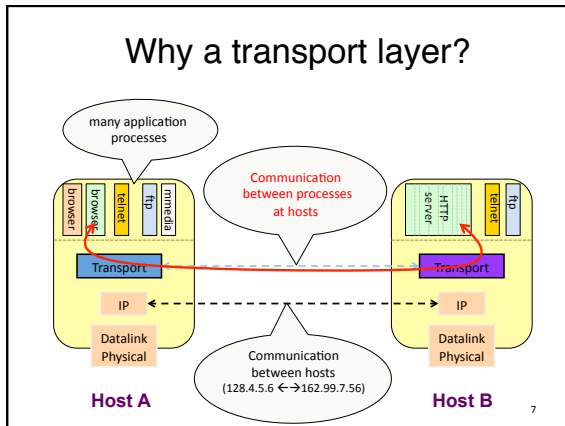 Why a transport layer?
many application
processes
browser
browse
telnet
ftp
mmedia
Communication
between processes
at hosts
HTTP
server
telnet
ftp
Transport
Transport
IP
IP
Datalink
Physical
Datalink
Physical
Communication
between hosts
(128.4.5.6 ←→162.99.7.56)
Host A
Host B
7